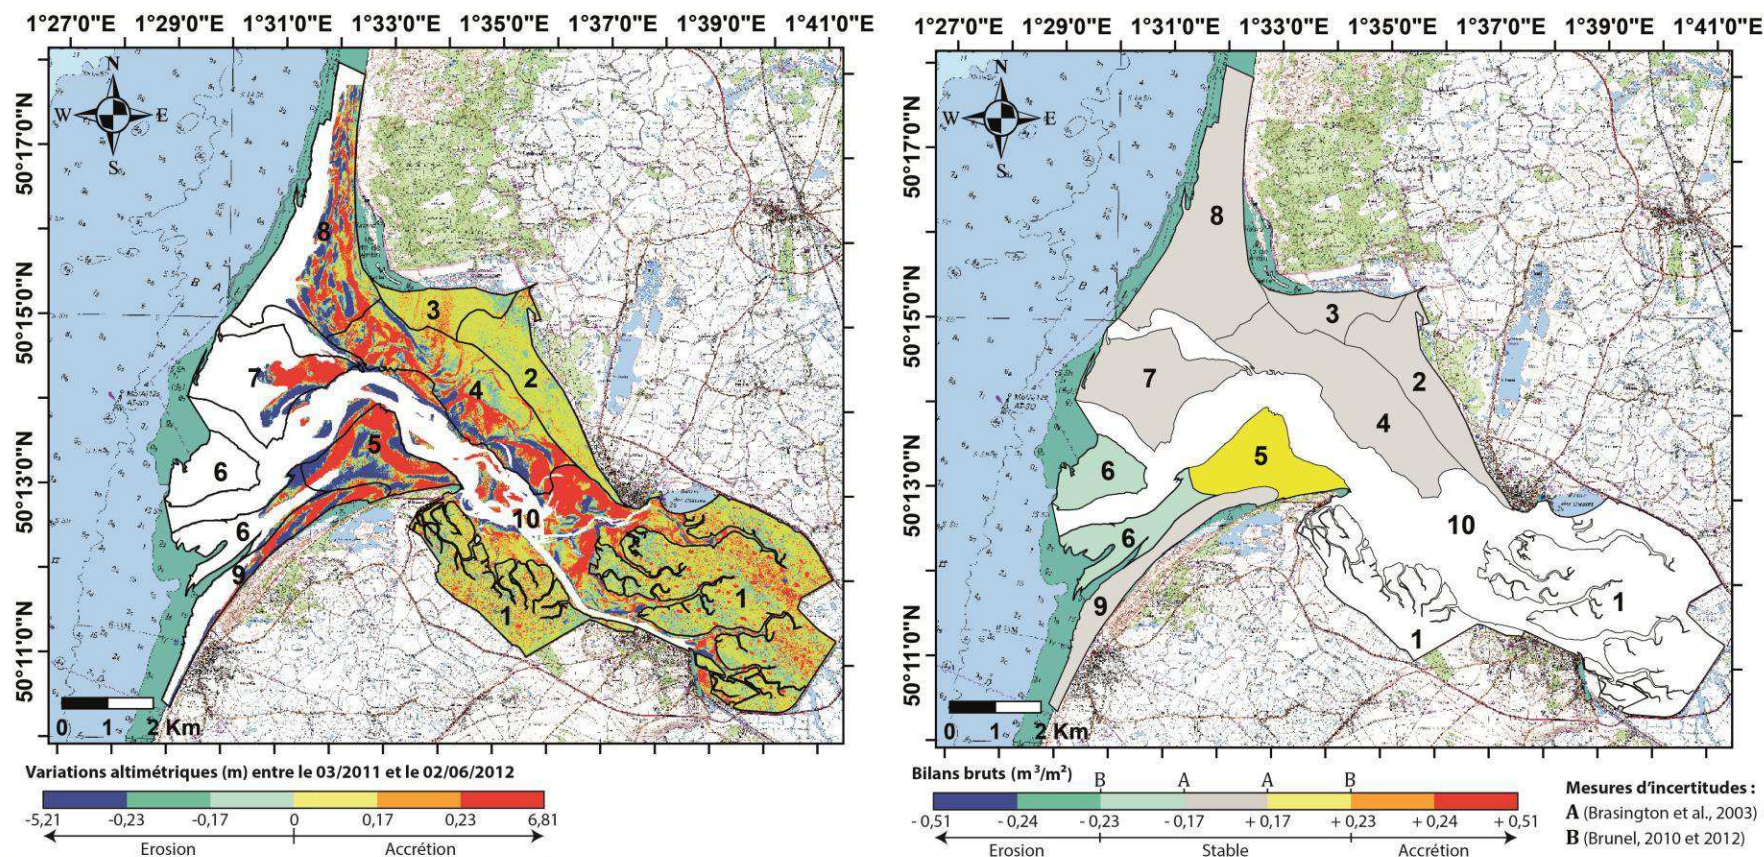 1°27'0"E 1°29'0"E 1°31'0"E 1°33'0"E 1°35'0"E 1°37'0"E 1°39'0"E 1°41'0"E
1°27'0"E 1°29'0"E 1°31'0"E 1°33'0"E 1°35'0"E 1°37'0"E 1°39'0"E 1°41'0"E
N
W E
S
50°17'0"N
50°15'0"N
50°13'0"N
50°11'0"N
8
3
2
7
4
5
6
10
6
9
1
1
0 1 2 Km
N
W E
S
50°17'0"N
50°15'0"N
50°13'0"N
50°11'0"N
8
3
2
7
4
5
6
10
6
9
1
1
0 1 2 Km
Variations altimétriques (m) entre le 03/2011 et le 02/06/2012
-5,21 -0,23 -0,17 0 0,17 0,23 6,81
Erosion Accrétion
Bilans bruts (m³/m²)
B A A B
- 0,51 - 0,24 - 0,23 - 0,17 + 0,17 + 0,23 + 0,24 + 0,51
Erosion Stable Accrétion
Mesures d'incertitudes :
A (Brasington et al., 2003)
B (Brunel, 2010 et 2012)